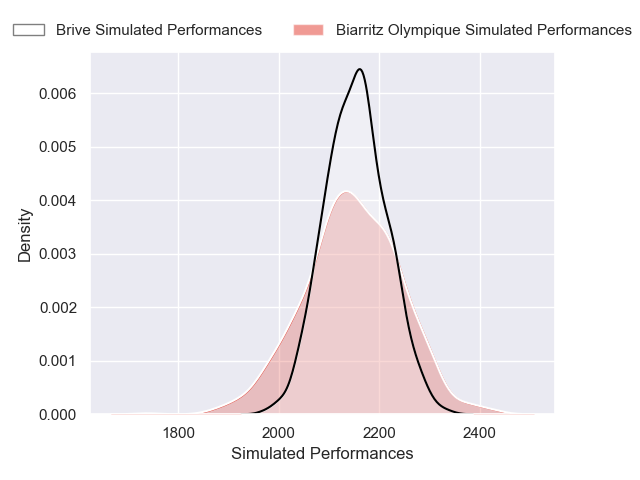 Brive Simulated Performances Biarritz Olympique Simulated Performances
0.006
0.005
0.004
0.003
0.002
0.001
0.000
Density
1800 2000 2200 2400
Simulated Performances